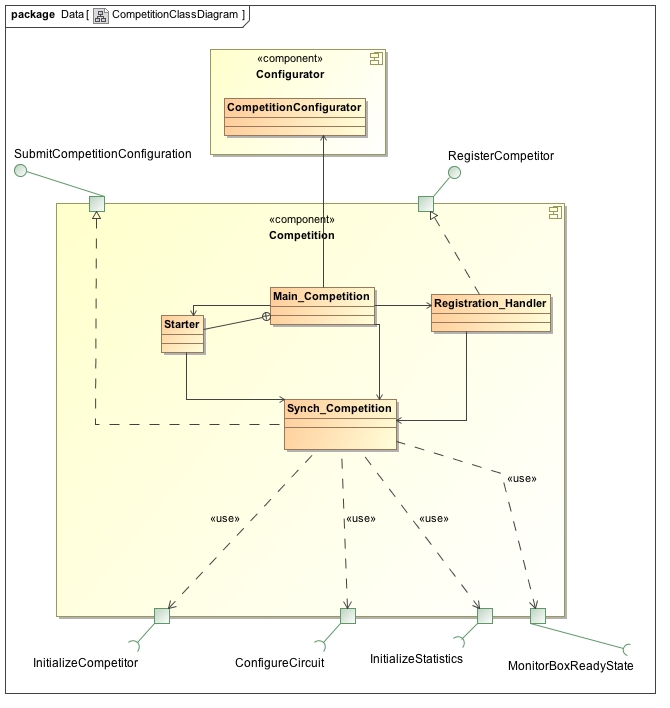 package Data [ CompetitionClassDiagram ]
«component»
Configurator
CompetitionConfigurator
SubmitCompetitionConfiguration
RegisterCompetitor
«component»
Competition
Main_Competition
Registration_Handler
Starter
Synch_Competition
«use»
«use»
«use»
«use»
InitializeCompetitor
ConfigureCircuit
InitializeStatistics
MonitorBoxReadyState